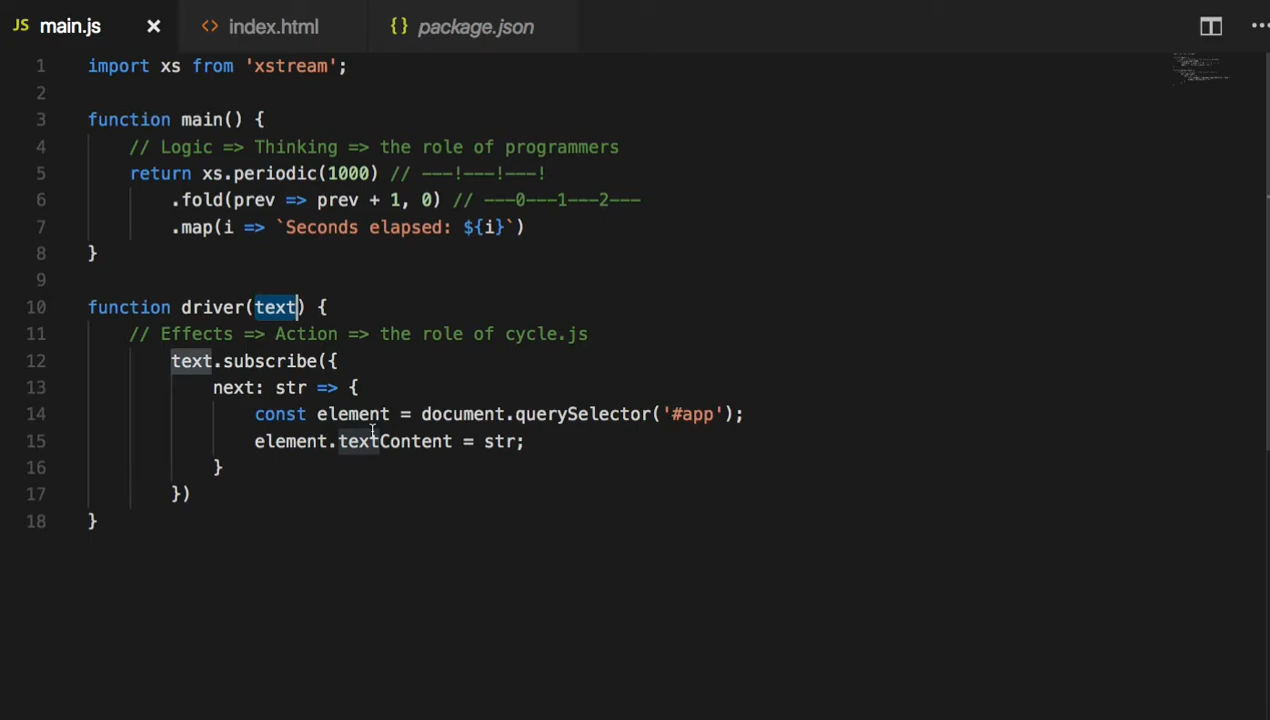 JS main.js × <> index.html {} package.json
1 import xs from 'xstream';
2
3 function main() {
4 // Logic => Thinking => the role of programmers
5 return xs.periodic(1000) // ---!---!---!
6 .fold(prev => prev + 1, 0) // ---0---1---2---
7 .map(i => `Seconds elapsed: ${i}`)
8 }
9
10 function driver(text) {
11 // Effects => Action => the role of cycle.js
12 text.subscribe({
13 next: str => {
14 const element = document.querySelector('#app');
15 element.textContent = str;
16 }
17 })
18 }